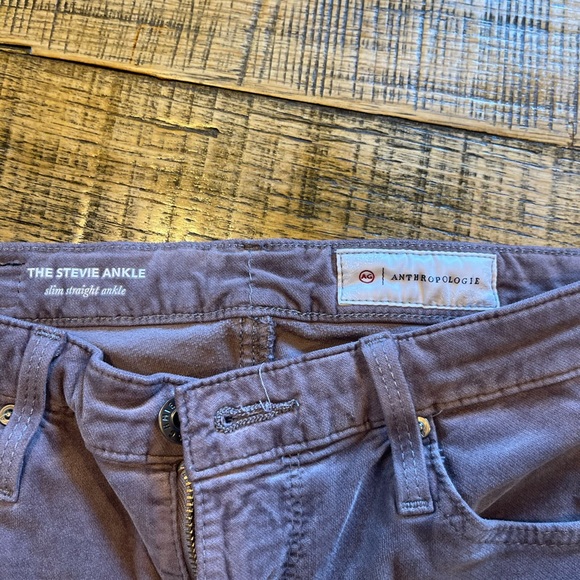 THE STEVIE ANKLE
slim straight ankle
AG | ANTHROPOLOGIE